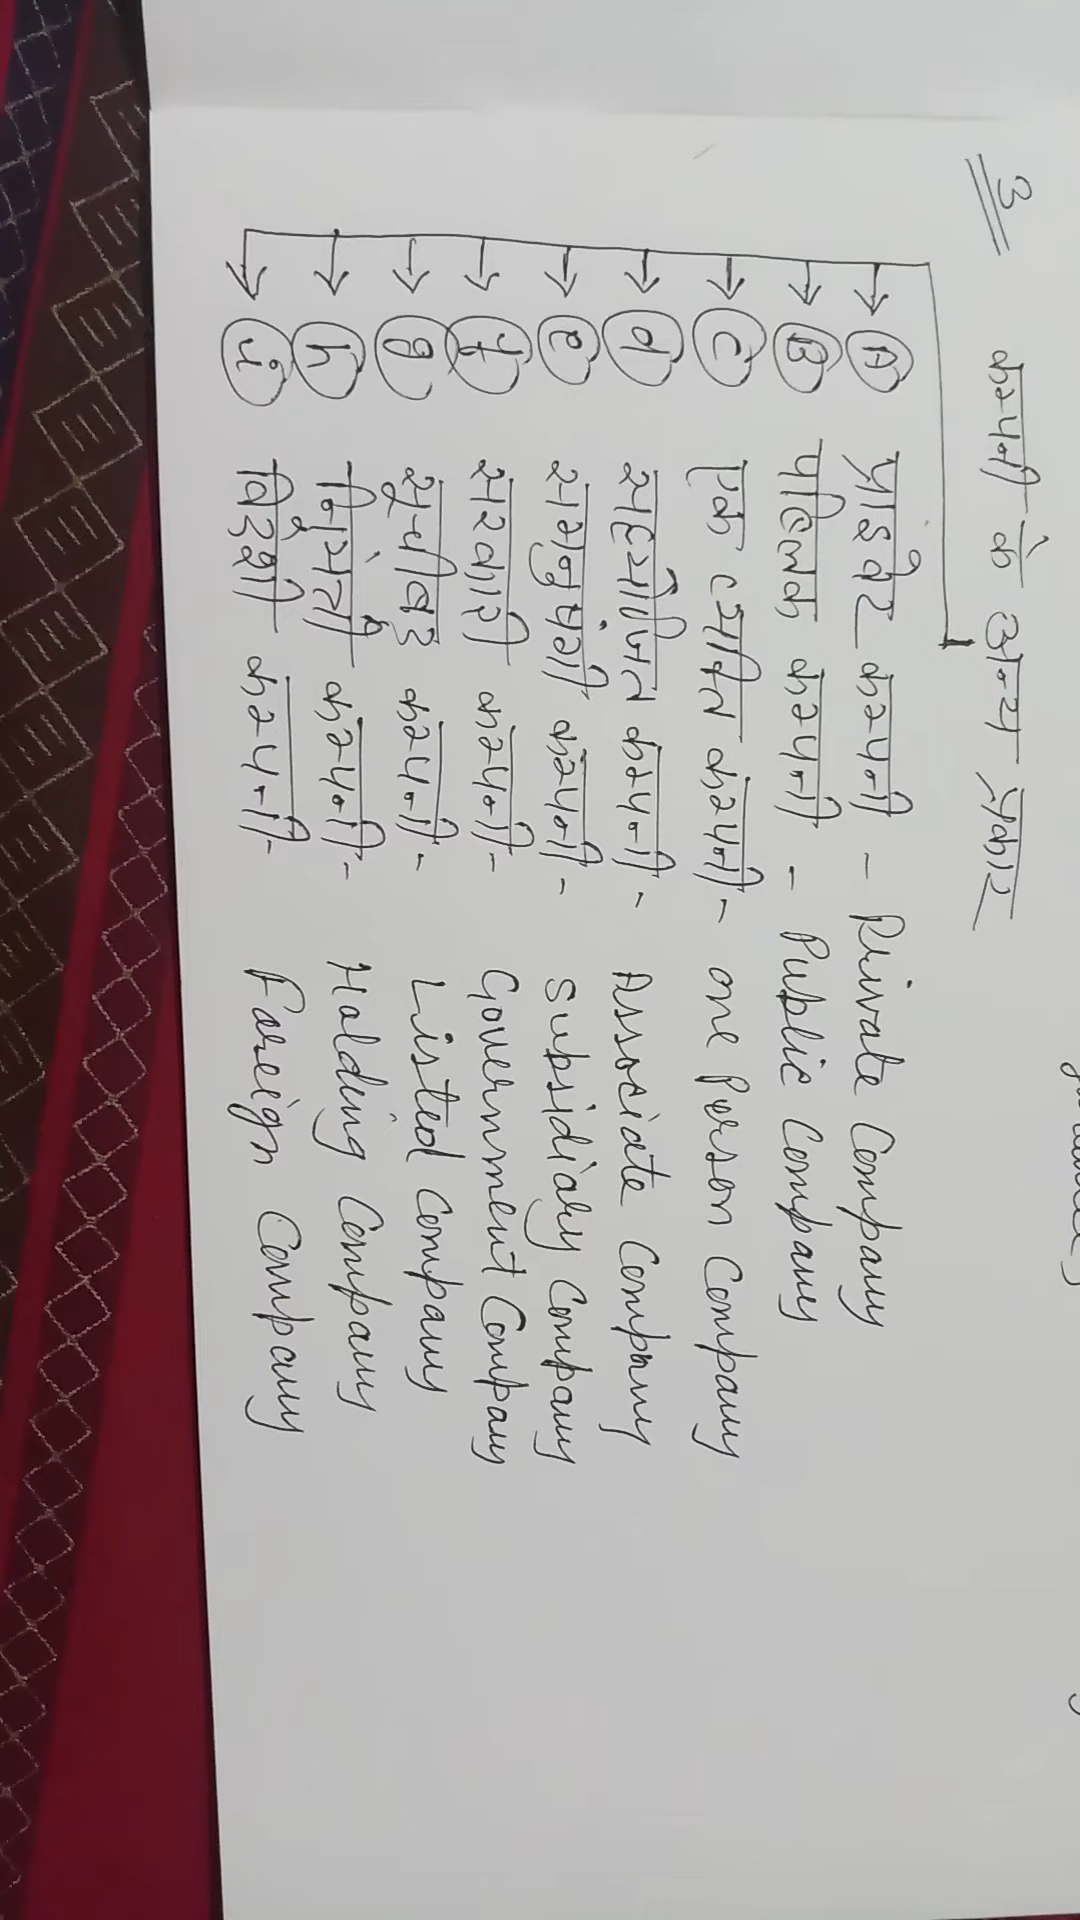 3 कम्पनी के अन्य प्रकार
A प्राइवेट कम्पनी - Private Company
B पब्लिक कम्पनी - Public Company
C एक व्यक्ति कम्पनी - one Person Company
d सहयोजित कम्पनी - Associate Company
e समनुषंगी कम्पनी - Subsidiary Company
f सरकारी कम्पनी - Government Company
g सूचीबद्ध कम्पनी - Listed Company
h नियंत्री कम्पनी - Holding Company
i विदेशी कम्पनी - Foreign Company